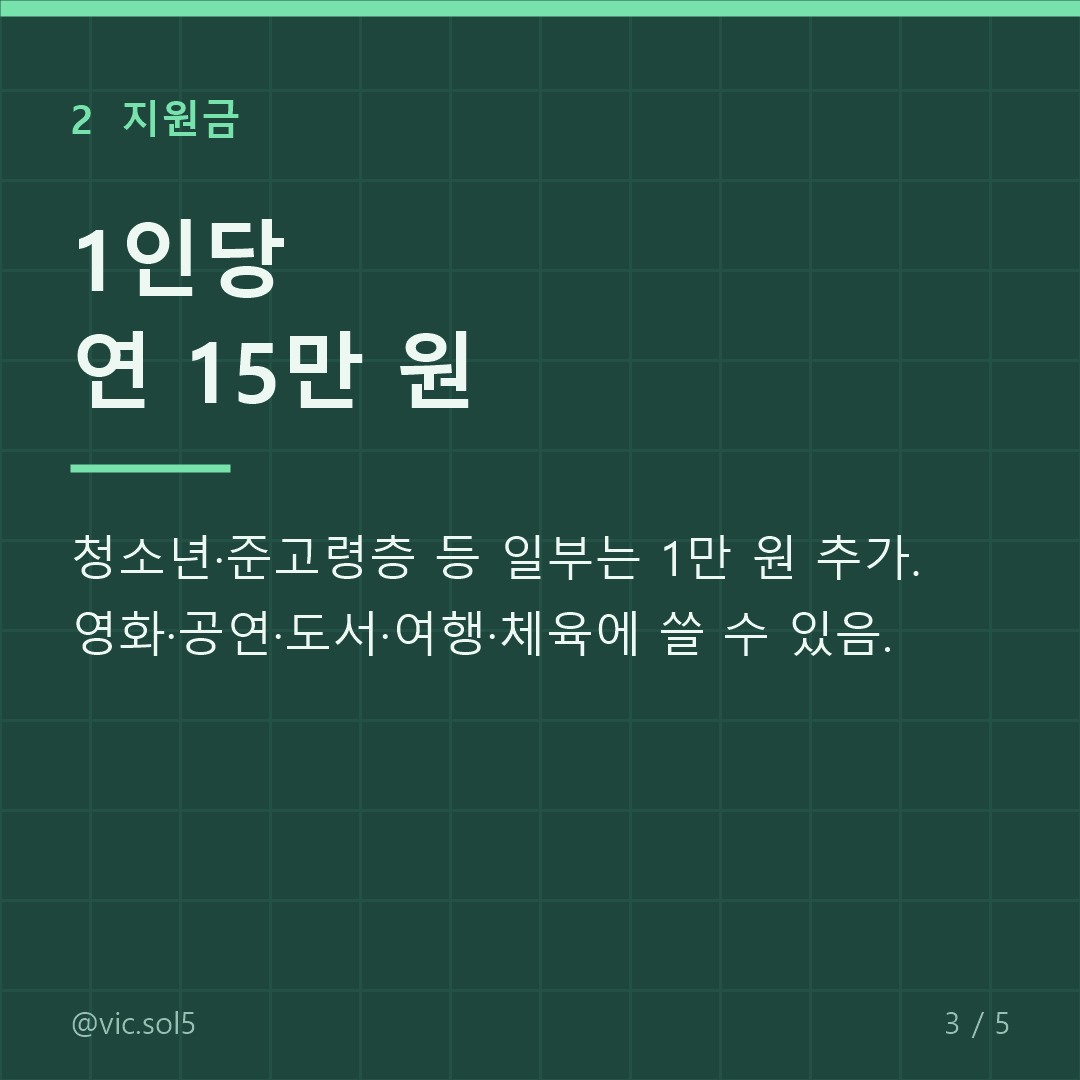 2 지원금
1인당
연 15만 원
청소년·준고령층 등 일부는 1만 원 추가.
영화·공연·도서·여행·체육에 쓸 수 있음.
@vic.sol5
3 / 5